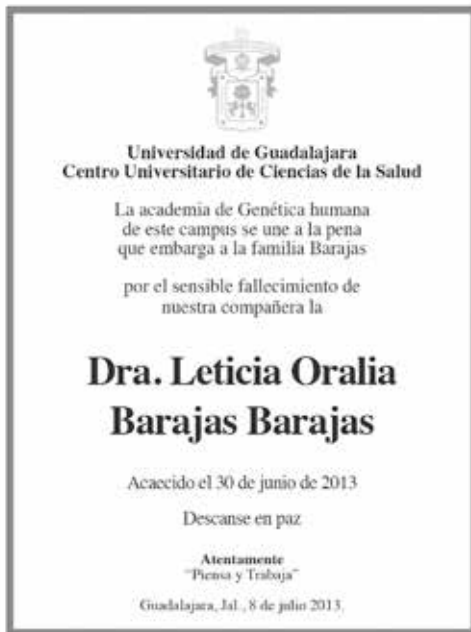 Universidad de Guadalajara
Centro Universitario de Ciencias de la Salud
La academia de Genética humana
de este campus se une a la pena
que embarga a la familia Barajas
por el sensible fallecimiento de
nuestra compañera la
Dra. Leticia Oralia
Barajas Barajas
Acaecido el 30 de junio de 2013
Descanse en paz
Atentamente
"Piensa y Trabaja"
Guadalajara, Jal., 8 de julio 2013.